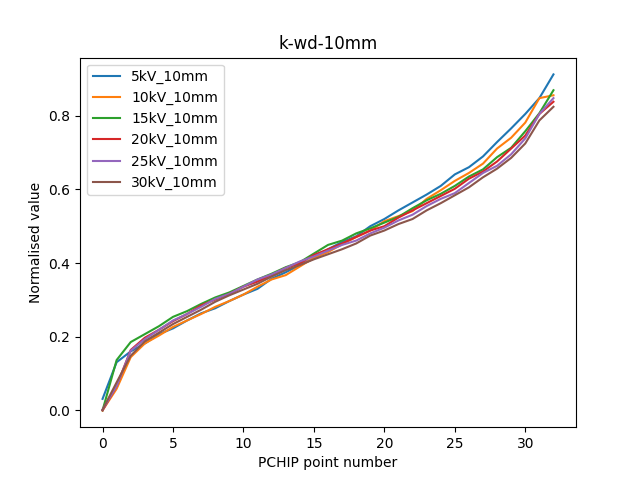 k-wd-10mm
5kV_10mm
10kV_10mm
15kV_10mm
20kV_10mm
25kV_10mm
30kV_10mm
Normalised value
0.8
0.6
0.4
0.2
0.0
0 5 10 15 20 25 30
PCHIP point number